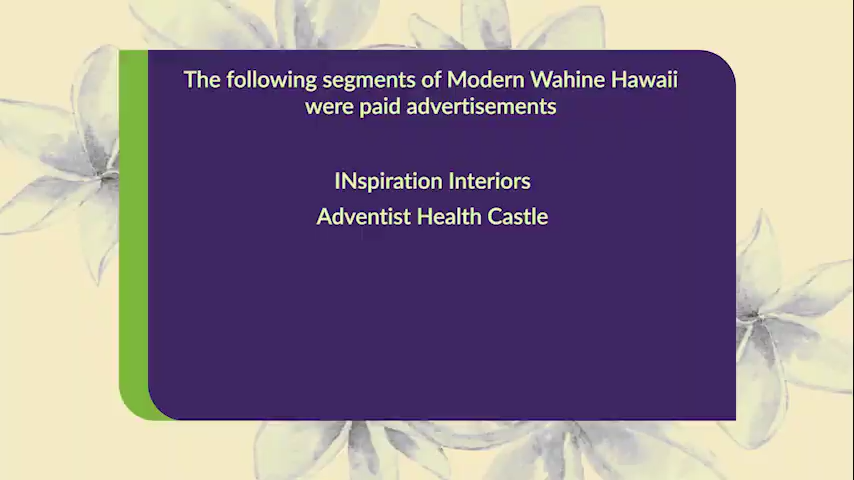 The following segments of Modern Wahine Hawaii
were paid advertisements
INspiration Interiors
Adventist Health Castle